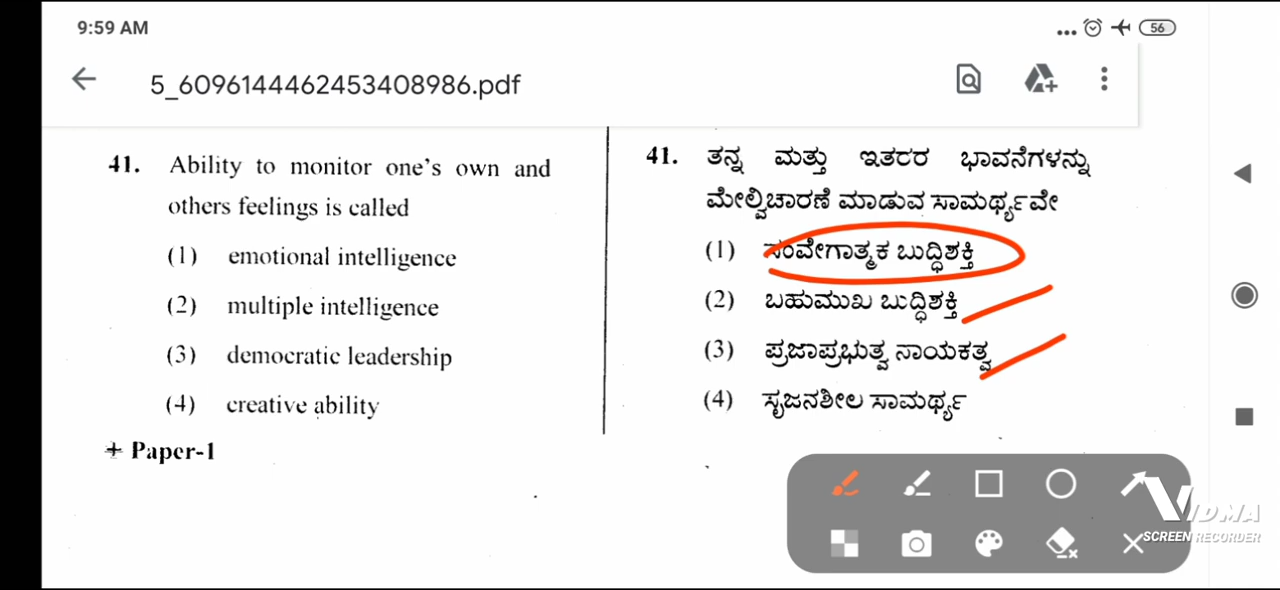 9:59 AM
56
5_6096144462453408986.pdf
41. Ability to monitor one's own and
others feelings is called
(1) emotional intelligence
(2) multiple intelligence
(3) democratic leadership
(4) creative ability
+ Paper-1
41. ತನ್ನ ಮತ್ತು ಇತರರ ಭಾವನೆಗಳನ್ನು
ಮೇಲ್ವಿಚಾರಣೆ ಮಾಡುವ ಸಾಮರ್ಥ್ಯವೇ
(1) ಸಂವೇಗಾತ್ಮಕ ಬುದ್ಧಿಶಕ್ತಿ
(2) ಬಹುಮುಖ ಬುದ್ಧಿಶಕ್ತಿ
(3) ಪ್ರಜಾಪ್ರಭುತ್ವ ನಾಯಕತ್ವ
(4) ಸೃಜನಶೀಲ ಸಾಮರ್ಥ್ಯ
VIDMA
SCREEN RECORDER